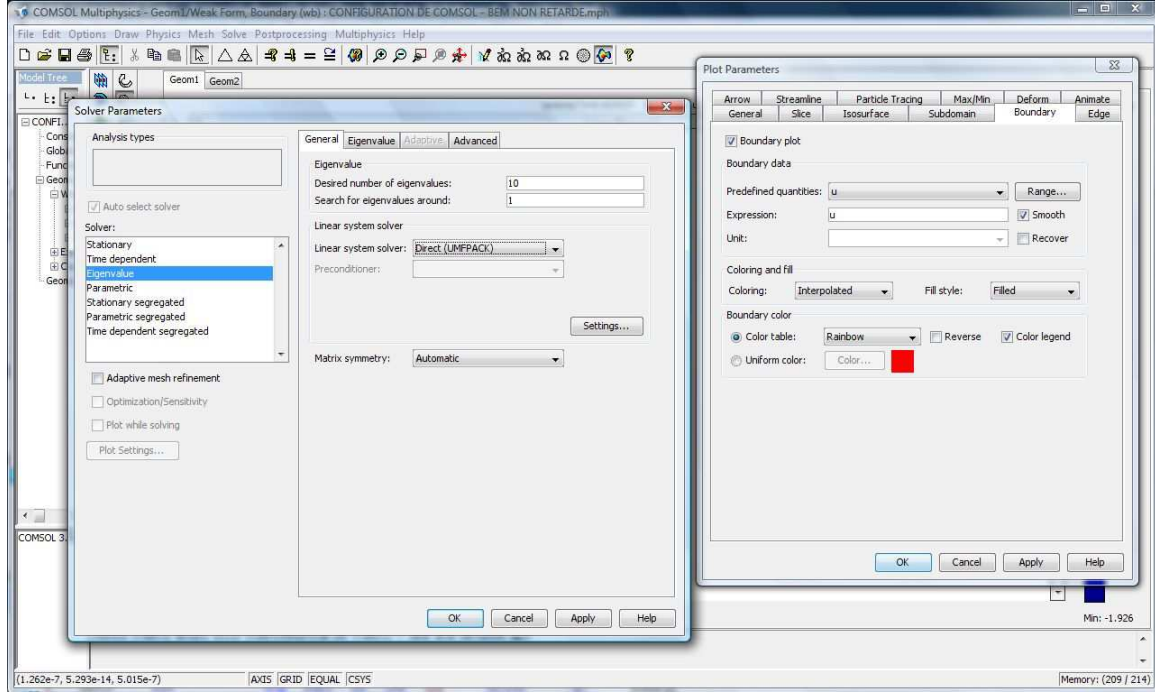 COMSOL Multiphysics - Geom1/Weak Form, Boundary (wb) : CONFIGURATION DE COMSOL - BEM NON RETARDE.mph
File Edit Options Draw Physics Mesh Solve Postprocessing Multiphysics Help
Model Tree
Geom1 Geom2
CONFI...
Cons
Globa
Func
Geom
W
E
C
Geom
COMSOL 3.
Solver Parameters
Analysis types
Auto select solver
Solver:
Stationary
Time dependent
Eigenvalue
Parametric
Stationary segregated
Parametric segregated
Time dependent segregated
Adaptive mesh refinement
Optimization/Sensitivity
Plot while solving
Plot Settings...
General Eigenvalue Adaptive Advanced
Eigenvalue
Desired number of eigenvalues: 10
Search for eigenvalues around: 1
Linear system solver
Linear system solver: Direct (UMFPACK)
Preconditioner:
Settings...
Matrix symmetry: Automatic
OK Cancel Apply Help
Plot Parameters
Arrow Streamline Particle Tracing Max/Min Deform Animate
General Slice Isosurface Subdomain Boundary Edge
Boundary plot
Boundary data
Predefined quantities: u Range...
Expression: u Smooth
Unit: Recover
Coloring and fill
Coloring: Interpolated Fill style: Filled
Boundary color
Color table: Rainbow Reverse Color legend
Uniform color: Color...
OK Cancel Apply Help
Min: -1.926
(1.262e-7, 5.293e-14, 5.015e-7) AXIS GRID EQUAL CSYS Memory: (209 / 214)